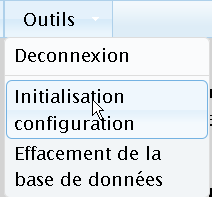 Outils
Deconnexion
Initialisation
configuration
Effacement de la
base de données